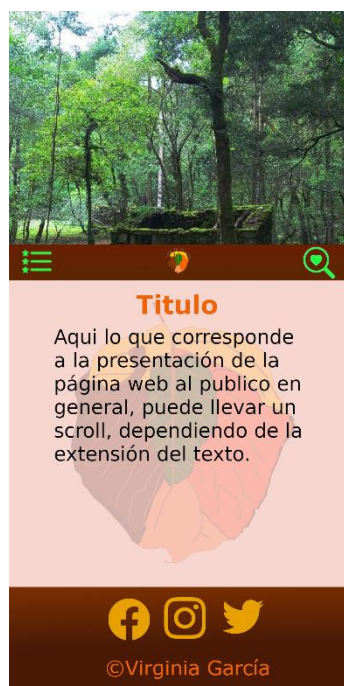 Titulo
Aqui lo que corresponde
a la presentación de la
página web al publico en
general, puede llevar un
scroll, dependiendo de la
extensión del texto.
©Virginia García